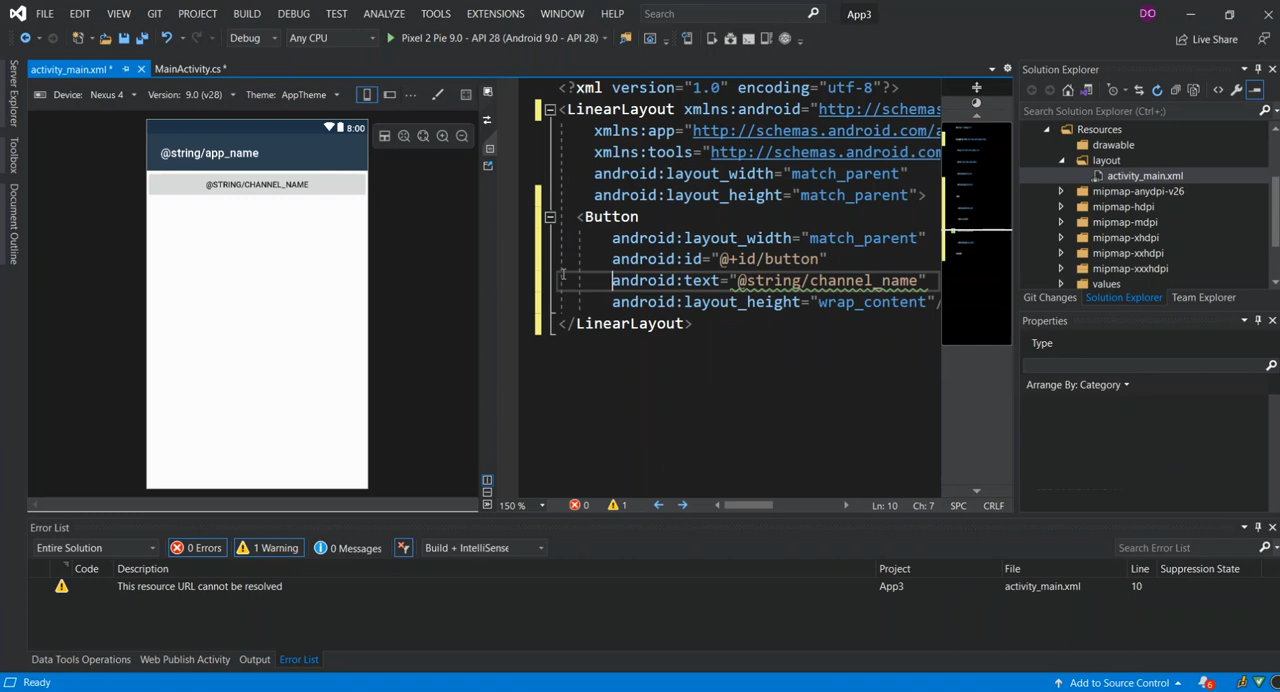 FILE EDIT VIEW GIT PROJECT BUILD DEBUG TEST ANALYZE TOOLS EXTENSIONS WINDOW HELP Search App3 DO
Debug Any CPU Pixel 2 Pie 9.0 - API 28 (Android 9.0 - API 28) Live Share
activity_main.xml* MainActivity.cs*
Server Explorer
Toolbox
Document Outline
Device: Nexus 4 Version: 9.0 (v28) Theme: AppTheme
8:00
@string/app_name
@STRING/CHANNEL_NAME
<?xml version="1.0" encoding="utf-8"?>
<LinearLayout xmlns:android="http://schemas
xmlns:app="http://schemas.android.com/a
xmlns:tools="http://schemas.android.com
android:layout_width="match_parent"
android:layout_height="match_parent">
<Button
android:layout_width="match_parent"
android:id="@+id/button"
android:text="@string/channel_name"
android:layout_height="wrap_content"/
</LinearLayout>
150 % 0 1 Ln: 10 Ch: 7 SPC CRLF
Solution Explorer
Search Solution Explorer (Ctrl+;)
Resources
drawable
layout
activity_main.xml
mipmap-anydpi-v26
mipmap-hdpi
mipmap-mdpi
mipmap-xhdpi
mipmap-xxhdpi
mipmap-xxxhdpi
values
Git Changes Solution Explorer Team Explorer
Properties
Type
Arrange By: Category
Error List
Entire Solution 0 Errors 1 Warning 0 Messages Build + IntelliSense Search Error List
Code Description Project File Line Suppression State
This resource URL cannot be resolved App3 activity_main.xml 10
Data Tools Operations Web Publish Activity Output Error List
Ready Add to Source Control 6